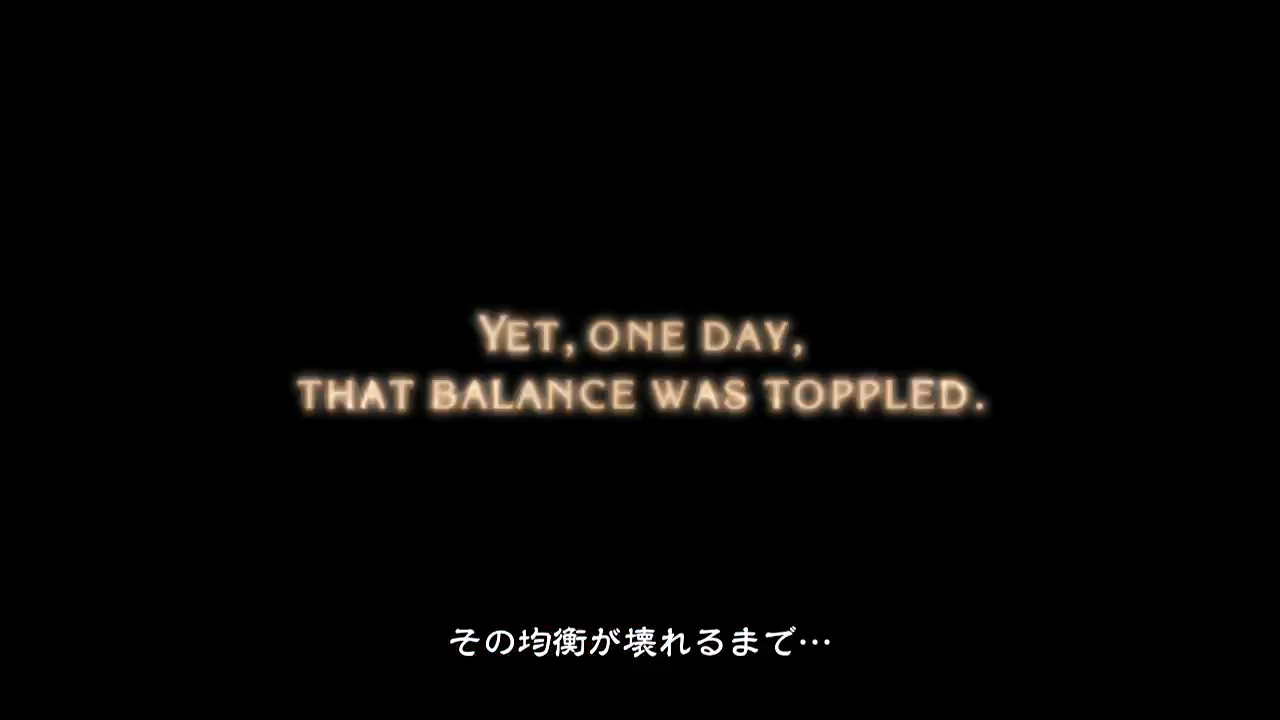 YET, ONE DAY,
THAT BALANCE WAS TOPPLED.
その均衡が壊れるまで…